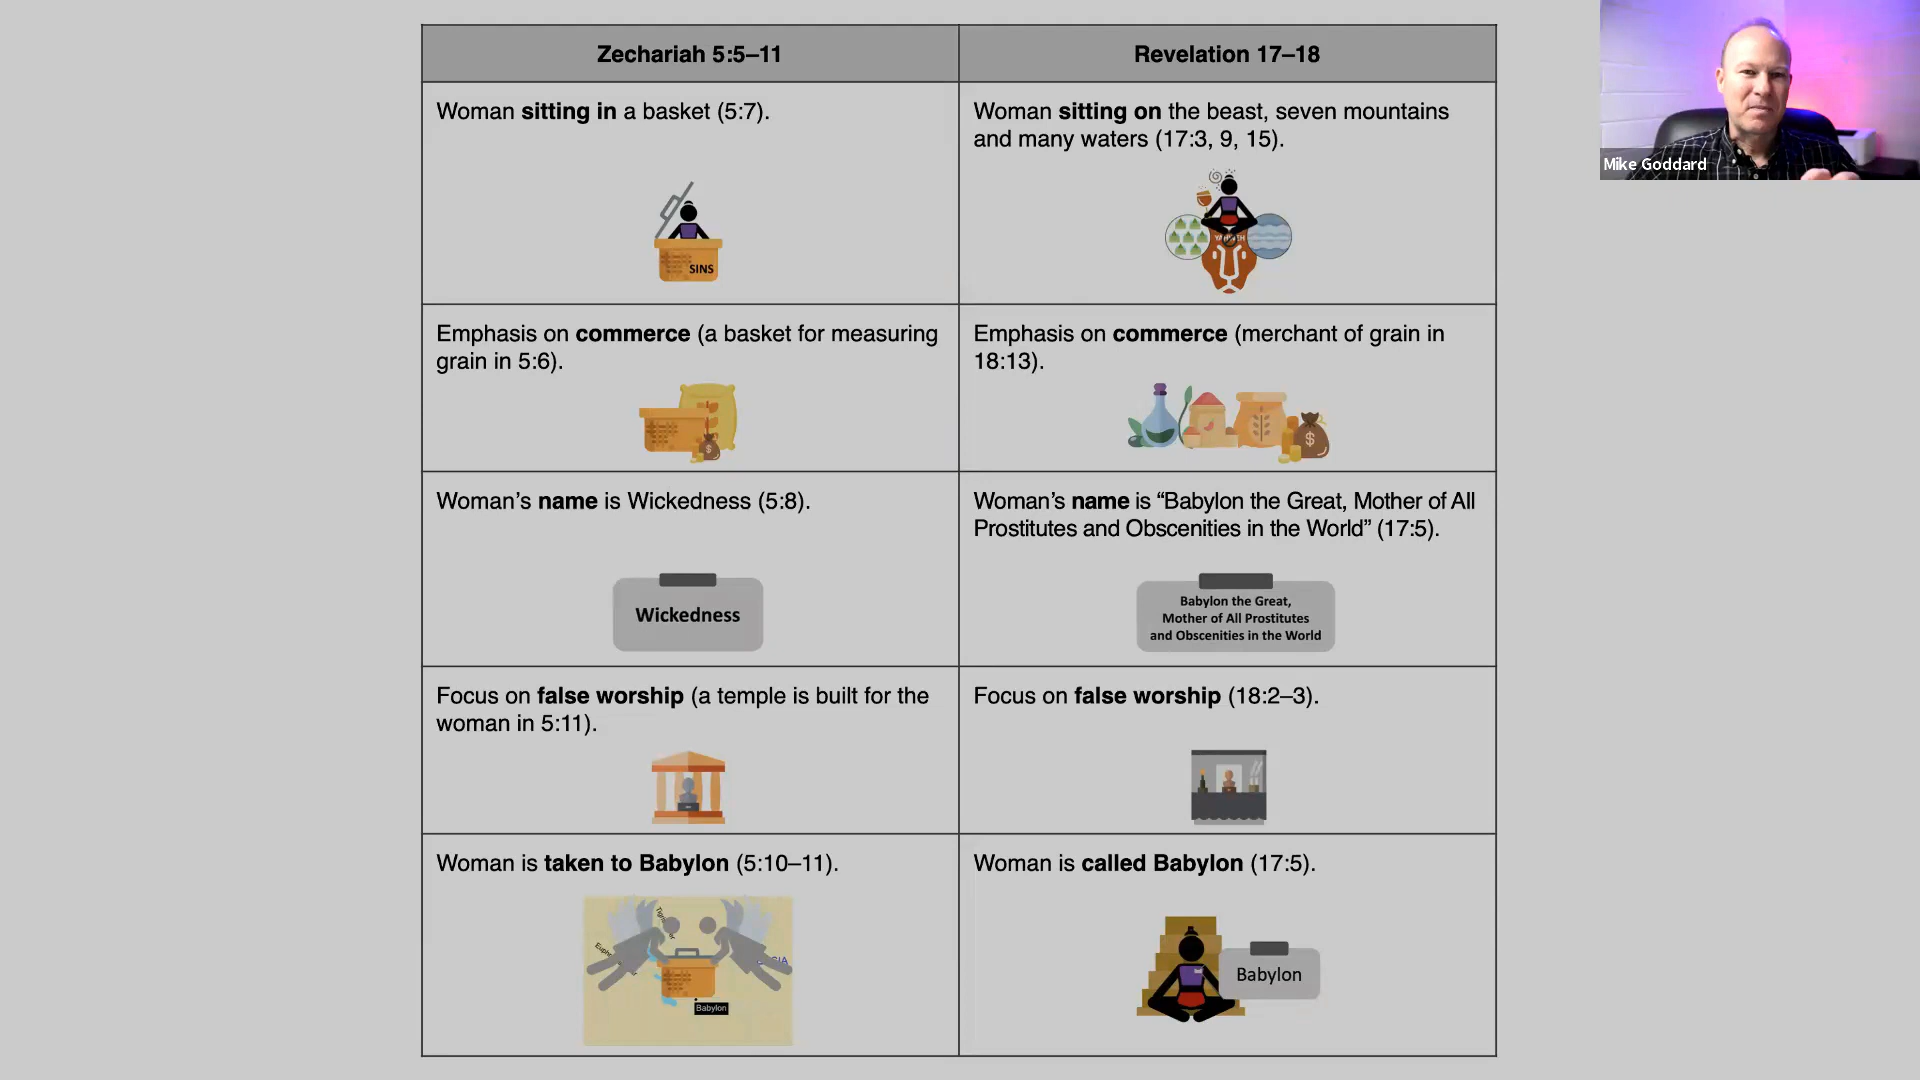 Zechariah 5:5–11
Revelation 17–18
Woman sitting in a basket (5:7).
Woman sitting on the beast, seven mountains
and many waters (17:3, 9, 15).
SINS
Emphasis on commerce (a basket for measuring
grain in 5:6).
Emphasis on commerce (merchant of grain in
18:13).
$
$
Woman’s name is Wickedness (5:8).
Woman’s name is “Babylon the Great, Mother of All
Prostitutes and Obscenities in the World” (17:5).
Wickedness
Babylon the Great,
Mother of All Prostitutes
and Obscenities in the World
Focus on false worship (a temple is built for the
woman in 5:11).
Focus on false worship (18:2–3).
Woman is taken to Babylon (5:10–11).
Woman is called Babylon (17:5).
Babylon
Babylon
Mike Goddard